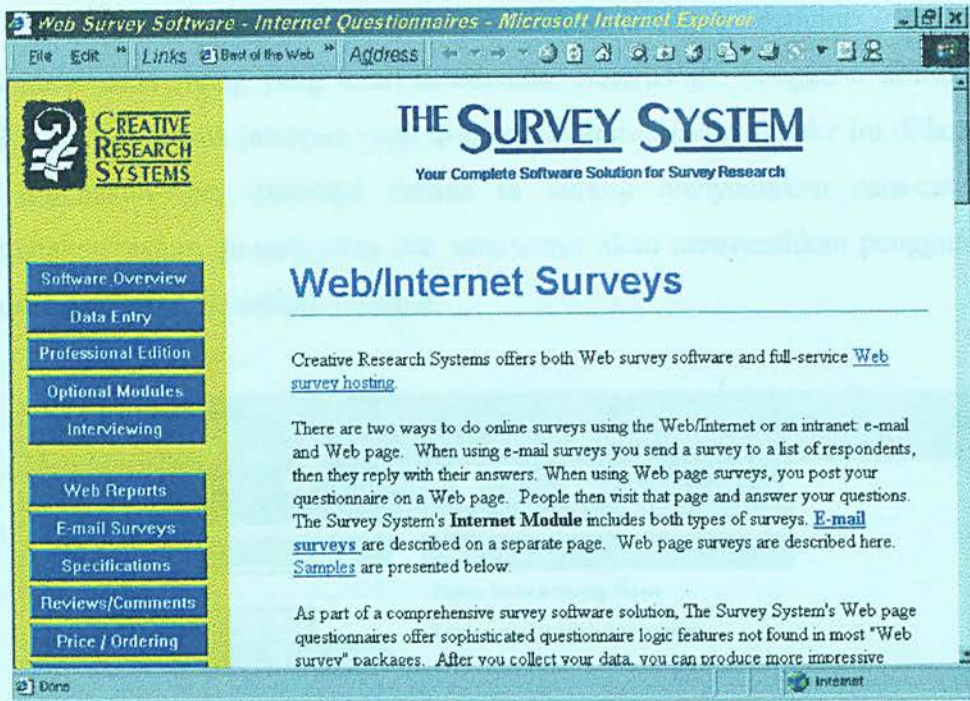 Web Survey Software - Internet Questionnaires - Microsoft Internet Explorer
File Edit » Links Best of the Web » Address
CREATIVE
RESEARCH
SYSTEMS
THE SURVEY SYSTEM
Your Complete Software Solution for Survey Research
Software Overview
Data Entry
Professional Edition
Optional Modules
Interviewing
Web Reports
E-mail Surveys
Specifications
Reviews/Comments
Price / Ordering
Web/Internet Surveys
Creative Research Systems offers both Web survey software and full-service Web
survey hosting.
There are two ways to do online surveys using the Web/Internet or an intranet: e-mail
and Web page. When using e-mail surveys you send a survey to a list of respondents,
then they reply with their answers. When using Web page surveys, you post your
questionnaire on a Web page. People then visit that page and answer your questions.
The Survey System's Internet Module includes both types of surveys. E-mail
surveys are described on a separate page. Web page surveys are described here.
Samples are presented below.
As part of a comprehensive survey software solution, The Survey System's Web page
questionnaires offer sophisticated questionnaire logic features not found in most "Web
survey" packages. After you collect your data, you can produce more impressive
Done
Internet